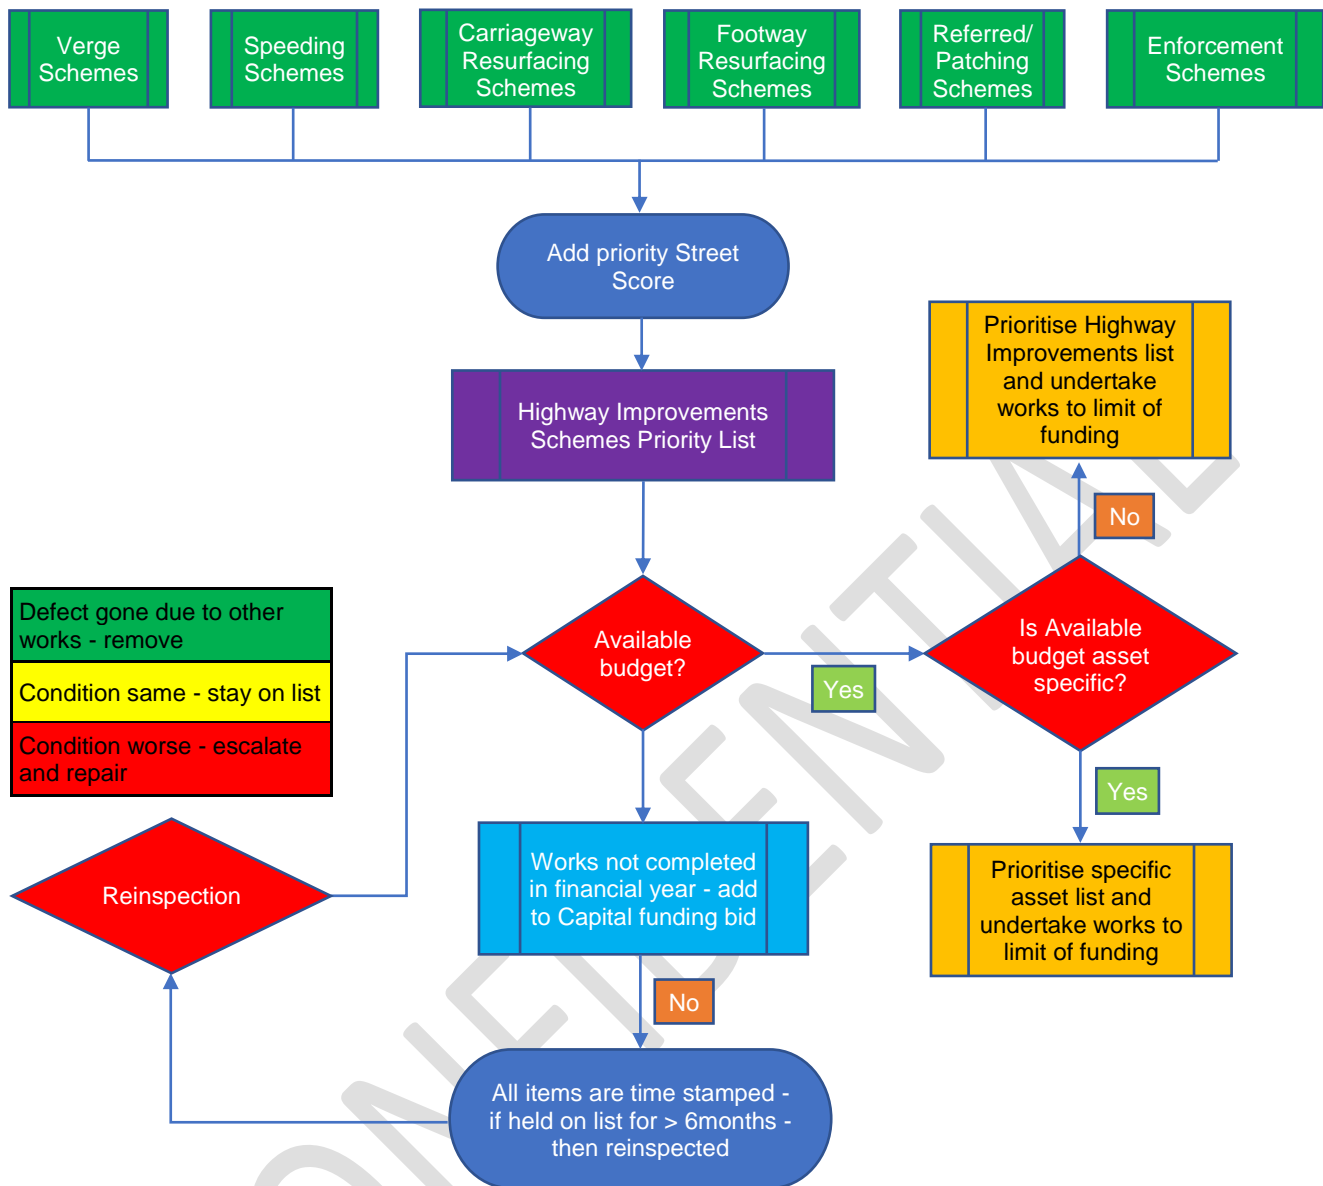 Verge
Schemes
Speeding
Schemes
Carriageway
Resurfacing
Schemes
Footway
Resurfacing
Schemes
Referred/
Patching
Schemes
Enforcement
Schemes
Add priority Street
Score
Prioritise Highway
Improvements list
and undertake
works to limit of
funding
Highway Improvements
Schemes Priority List
No
Defect gone due to other
works - remove
Condition same - stay on list
Condition worse - escalate
and repair
Available
budget?
Yes
Is Available
budget asset
specific?
Yes
Reinspection
Works not completed
in financial year - add
to Capital funding bid
Prioritise specific
asset list and
undertake works to
limit of funding
No
All items are time stamped -
if held on list for > 6months -
then reinspected
CONFIDENTIAL